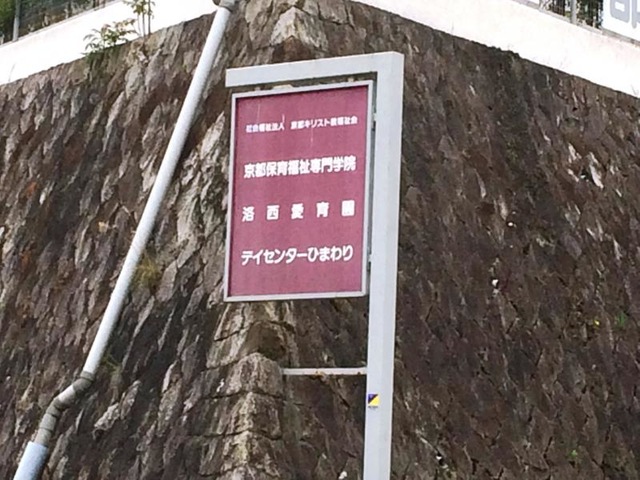 社会福祉法人 京都キリスト教福祉会
京都保育福祉専門学院
洛西愛育園
デイセンターひまわり